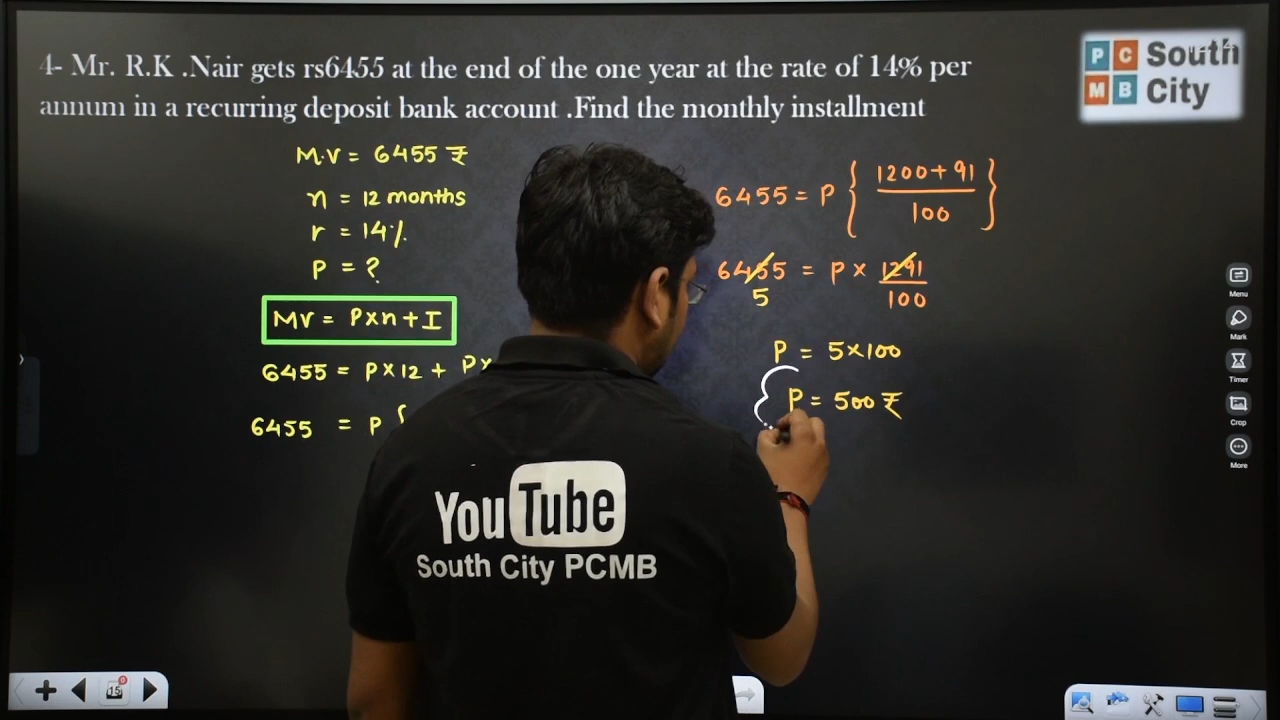 4- Mr. R.K .Nair gets rs6455 at the end of the one year at the rate of 14% per
annum in a recurring deposit bank account .Find the monthly installment
P C
M B
South
City
M.V = 6455 ₹
n = 12 months
r = 14%
P = ?
MV = P×n+I
6455 = P×12 + P×
6455 = P {
6455 = P { 1200+91
100 }
6455 = P × 1291
5 100
P = 5×100
P = 500 ₹
YouTube
South City PCMB
Menu
Mark
Timer
Crop
More
15